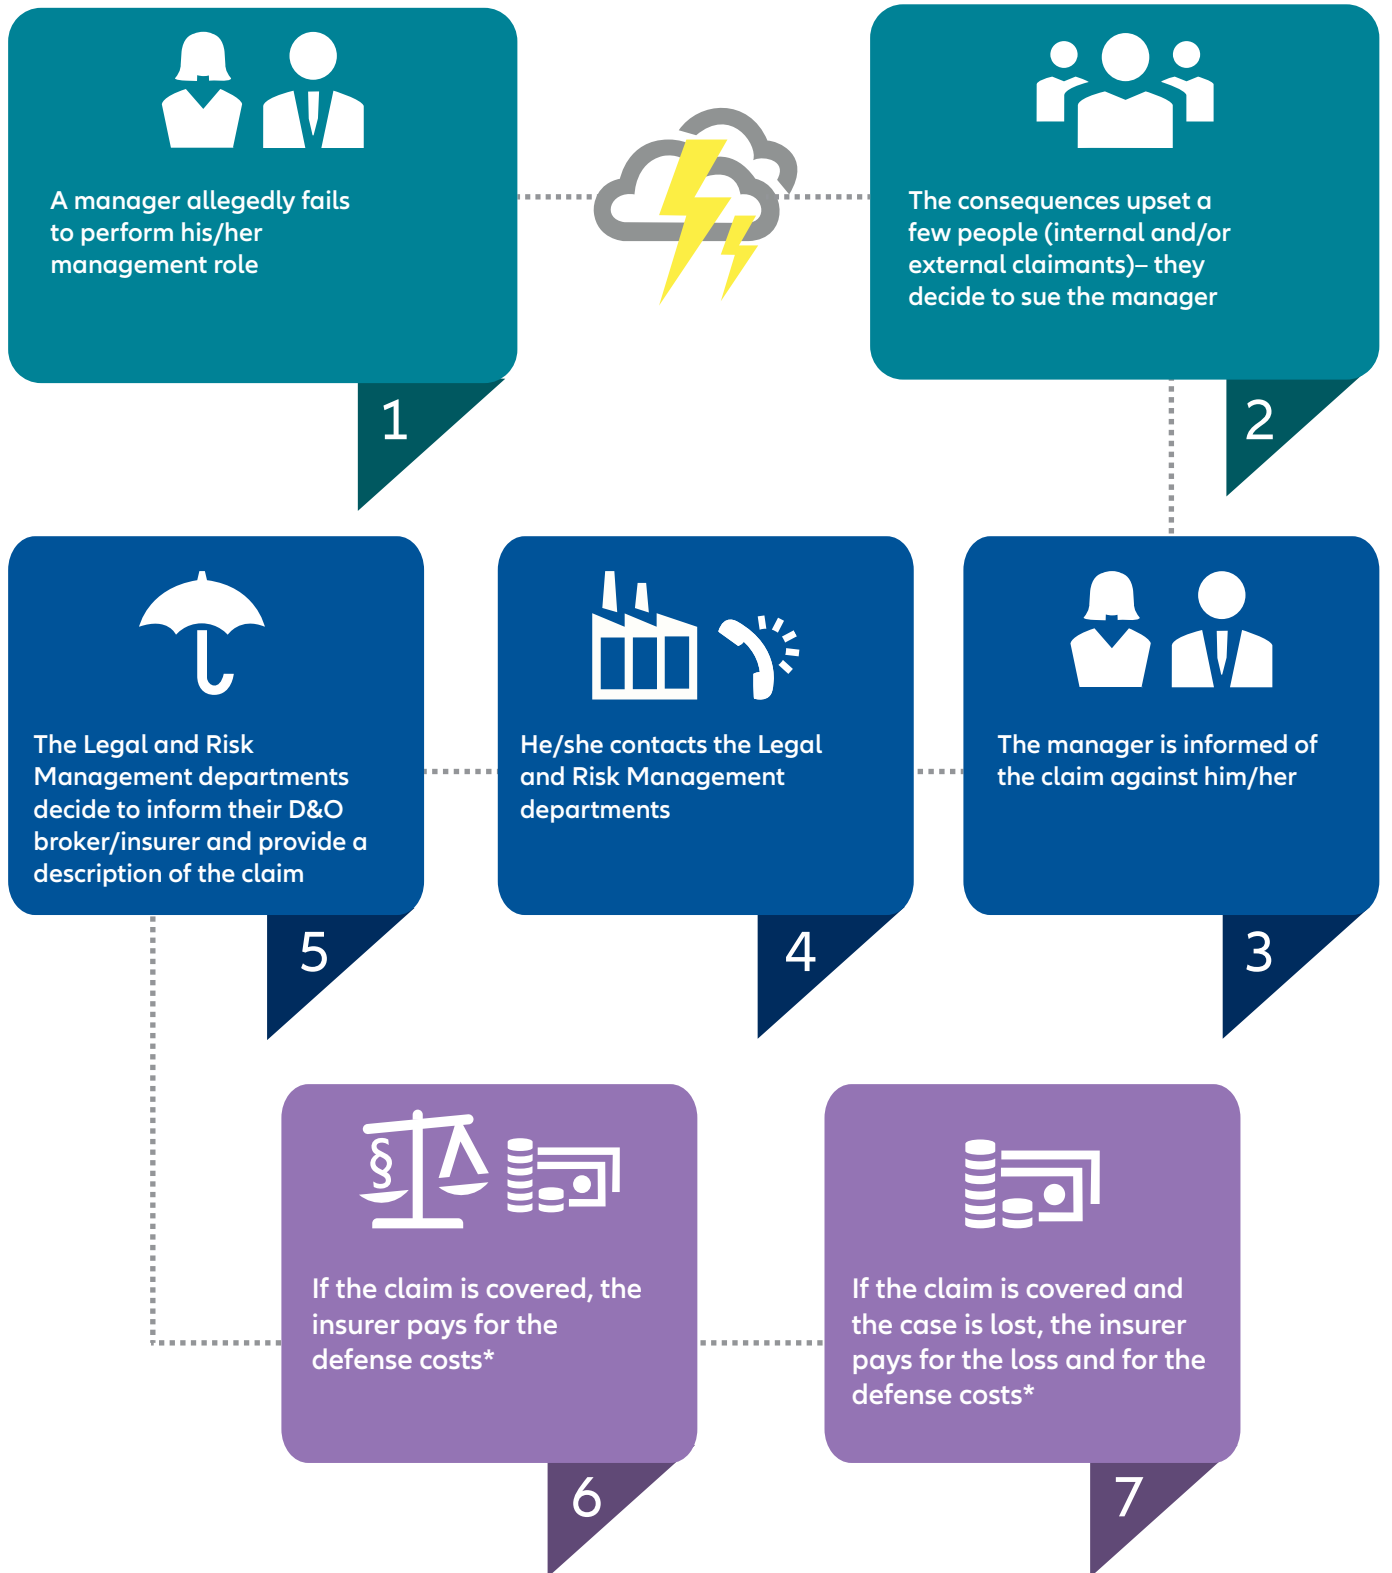 A manager allegedly fails
to perform his/her
management role
1
The consequences upset a
few people (internal and/or
external claimants)– they
decide to sue the manager
2
The manager is informed of
the claim against him/her
3
He/she contacts the Legal
and Risk Management
departments
4
The Legal and Risk
Management departments
decide to inform their D&O
broker/insurer and provide a
description of the claim
5
§
If the claim is covered, the
insurer pays for the
defense costs*
6
If the claim is covered and
the case is lost, the insurer
pays for the loss and for the
defense costs*
7